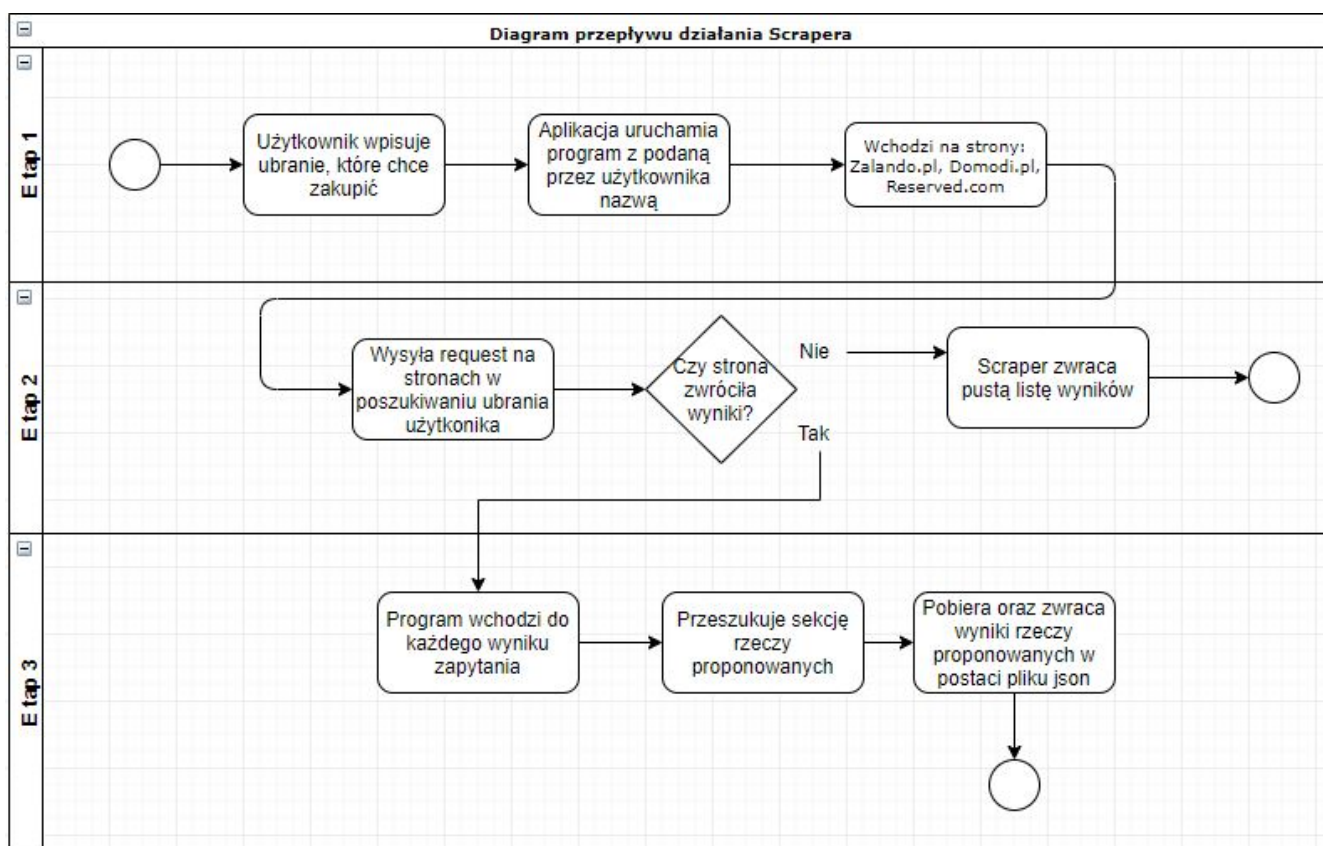 Diagram przepływu działania Scrapera
Etap 1
Użytkownik wpisuje
ubranie, które chce
zakupić
Aplikacja uruchamia
program z podaną
przez użytkownika
nazwą
Wchodzi na strony:
Zalando.pl, Domodi.pl,
Reserved.com
Etap 2
Wysyła request na
stronach w
poszukiwaniu ubrania
użytkonika
Czy strona
zwróciła
wyniki?
Nie
Tak
Scraper zwraca
pustą listę wyników
Etap 3
Program wchodzi do
każdego wyniku
zapytania
Przeszukuje sekcję
rzeczy
proponowanych
Pobiera oraz zwraca
wyniki rzeczy
proponowanych w
postaci pliku json